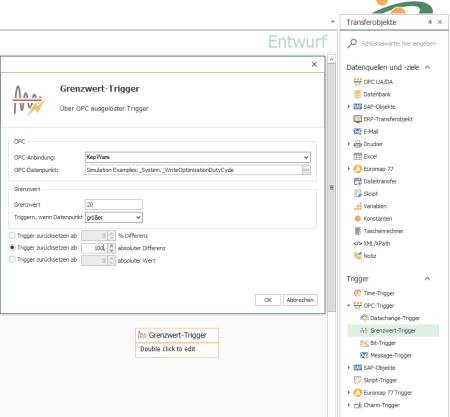 Entwurf
Grenzwert-Trigger
Über OPC ausgelöster Trigger
OPC
OPC-Anbindung:
KepWare
OPC-Datenpunkt:
Simulation Examples._System._WriteOptimizationDutyCycle
Grenzwert
Grenzwert
20
Triggern, wenn Datenpunkt
größer
Trigger zurücksetzen ab 0 % Differenz
Trigger zurücksetzen ab 100 absoluter Differenz
Trigger zurücksetzen ab 0 absoluter Wert
OK
Abbrechen
Grenzwert-Trigger
Double click to edit
Transferobjekte
Schlüsselwörter hier eingeben
Datenquellen und -ziele
OPC UA/DA
Datenbank
SAP-Objekte
ERP-Transferobjekt
E-Mail
Drucker
Excel
Euromap 77
Dateitransfer
Skript
Variablen
Konstanten
Taschenrechner
XML/XPath
Notiz
Trigger
Time-Trigger
OPC-Trigger
Datachange-Trigger
Grenzwert-Trigger
Bit-Trigger
Message-Trigger
SAP-Objekte
Skript-Trigger
Euromap 77 Trigger
Charm-Trigger